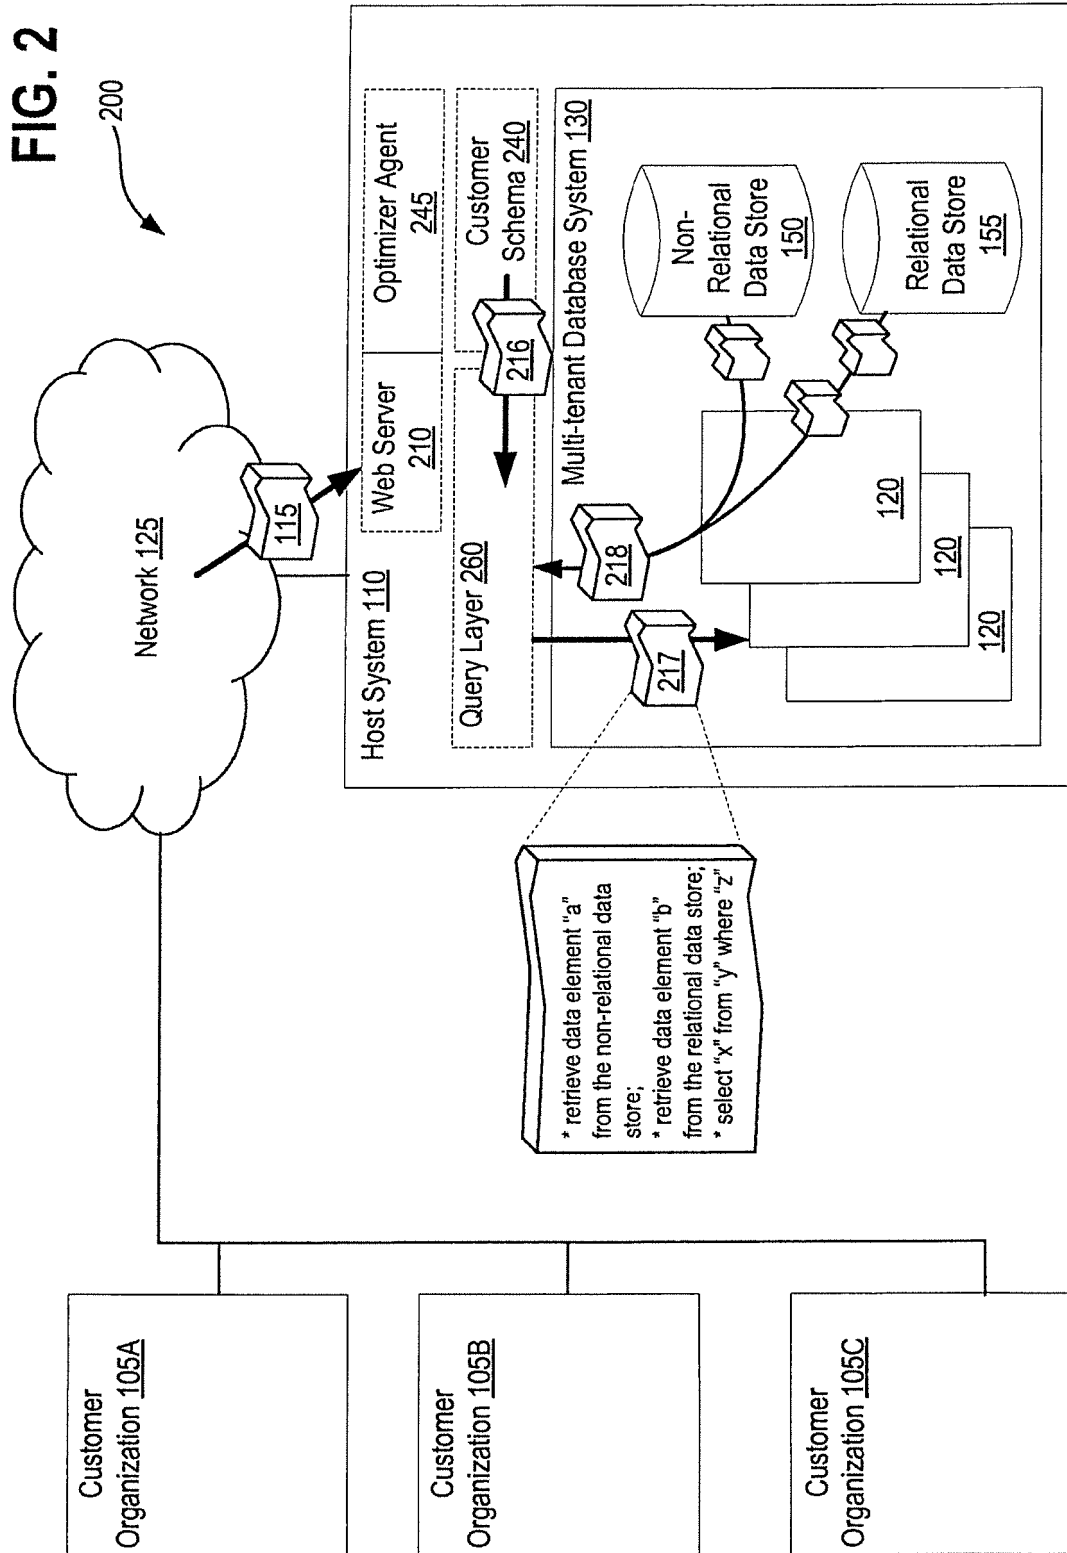 FIG. 2
200
Network 125
115
Host System 110
Web Server
210
Optimizer Agent
245
Query Layer 260
216
Customer
Schema 240
Multi-tenant Database System 130
218
217
Non-
Relational
Data Store
150
Relational
Data Store
155
120
120
120
* retrieve data element “a”
from the non-relational data
store;
* retrieve data element “b”
from the relational data store;
* select “x” from “y” where “z”
Customer
Organization 105A
Customer
Organization 105B
Customer
Organization 105C